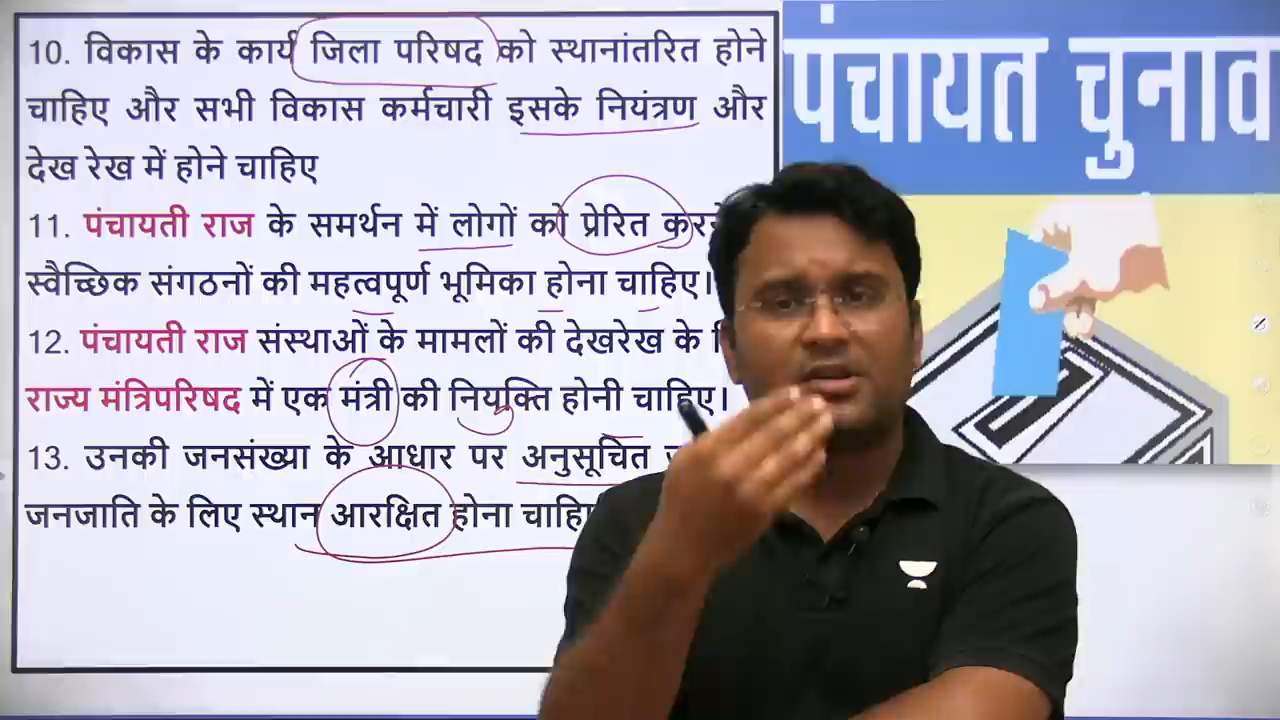 10. विकास के कार्य जिला परिषद को स्थानांतरित होने
चाहिए और सभी विकास कर्मचारी इसके नियंत्रण और
देख रेख में होने चाहिए
11. पंचायती राज के समर्थन में लोगों को प्रेरित
स्वैच्छिक संगठनों की महत्वपूर्ण भूमिका होना चाहिए।
12. पंचायती राज संस्थाओं के मामलों की देखरेख के
राज्य मंत्रिपरिषद में एक मंत्री की नियुक्ति होनी चाहिए।
13. उनकी जनसंख्या के आधार पर अनुसूचित
जनजाति के लिए स्थान आरक्षित होना
पंचायत चुनाव